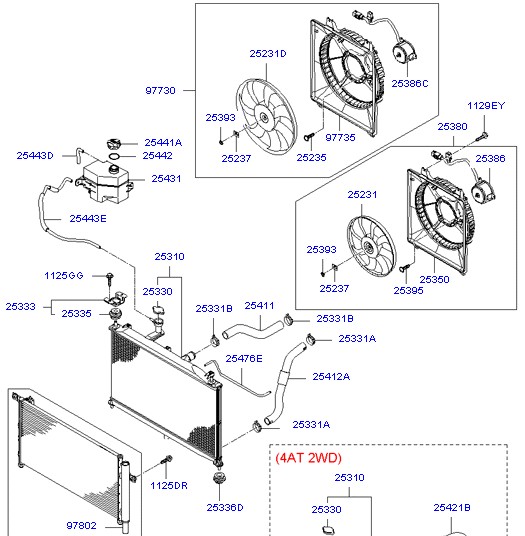 25231D
97730
25386C
25393
25237
25235
97735
1129EY
25380
25441A
25443D
25442
25431
25386
25231
25443E
25393
25237
25395
25350
25310
1125GG
25330
25333
25335
25331B
25411
25331B
25331A
25476E
25412A
25331A
(4AT 2WD)
1125DR
25310
25336D
25330
25421B
97802